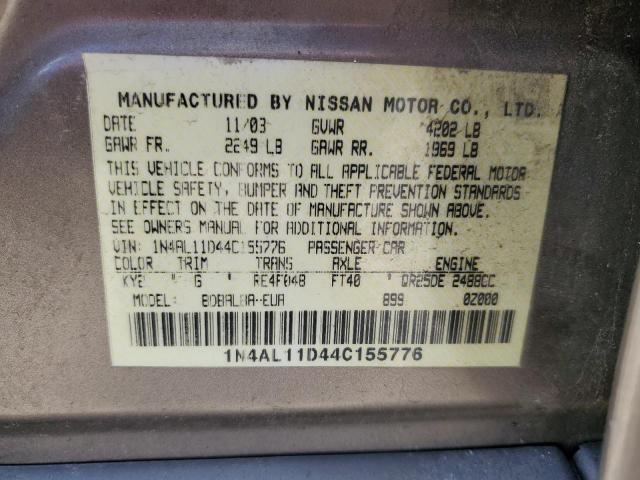 MANUFACTURED BY NISSAN MOTOR CO., LTD.
DATE 11/03 GVWR 4202 LB
GAWR FR. 2249 LB GAWR RR. 1969 LB
THIS VEHICLE CONFORMS TO ALL APPLICABLE FEDERAL MOTOR
VEHICLE SAFETY, BUMPER AND THEFT PREVENTION STANDARDS
IN EFFECT ON THE DATE OF MANUFACTURE SHOWN ABOVE.
SEE OWNERS MANUAL FOR ADDITIONAL INFORMATION.
VIN: 1N4AL11D44C155776 PASSENGER CAR
COLOR TRIM TRANS AXLE ENGINE
KY2 " G " RE4F04B FT40 " QR25DE 2488CC
MODEL: 899 0Z000
1N4AL11D44C155776